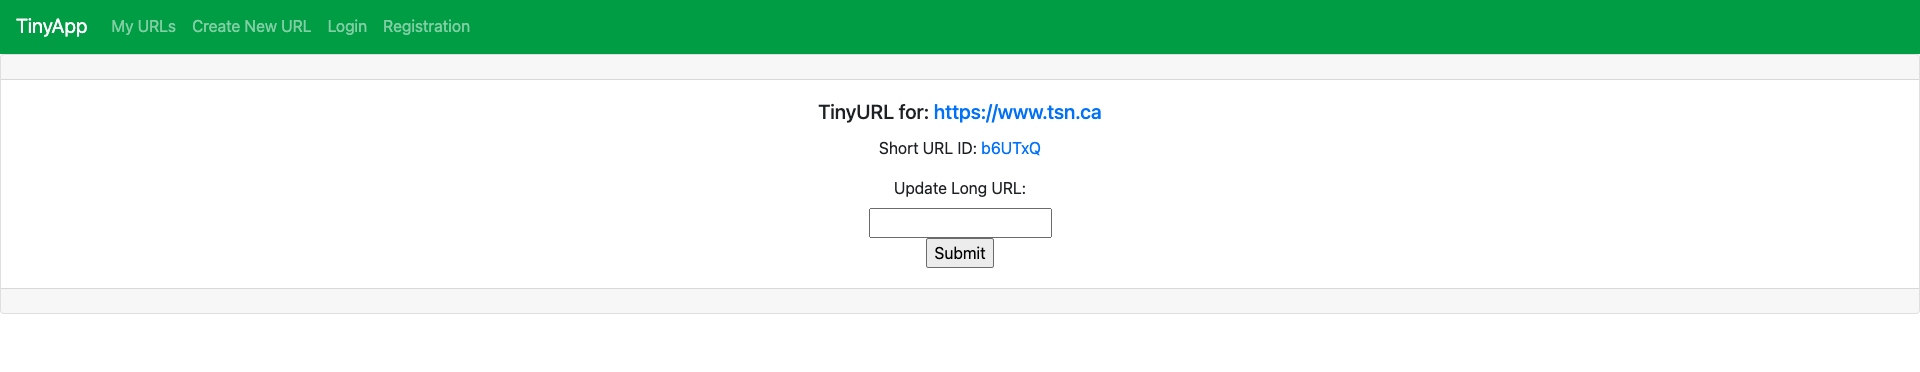 TinyApp My URLs Create New URL Login Registration
TinyURL for: https://www.tsn.ca
Short URL ID: b6UTxQ
Update Long URL:
Submit